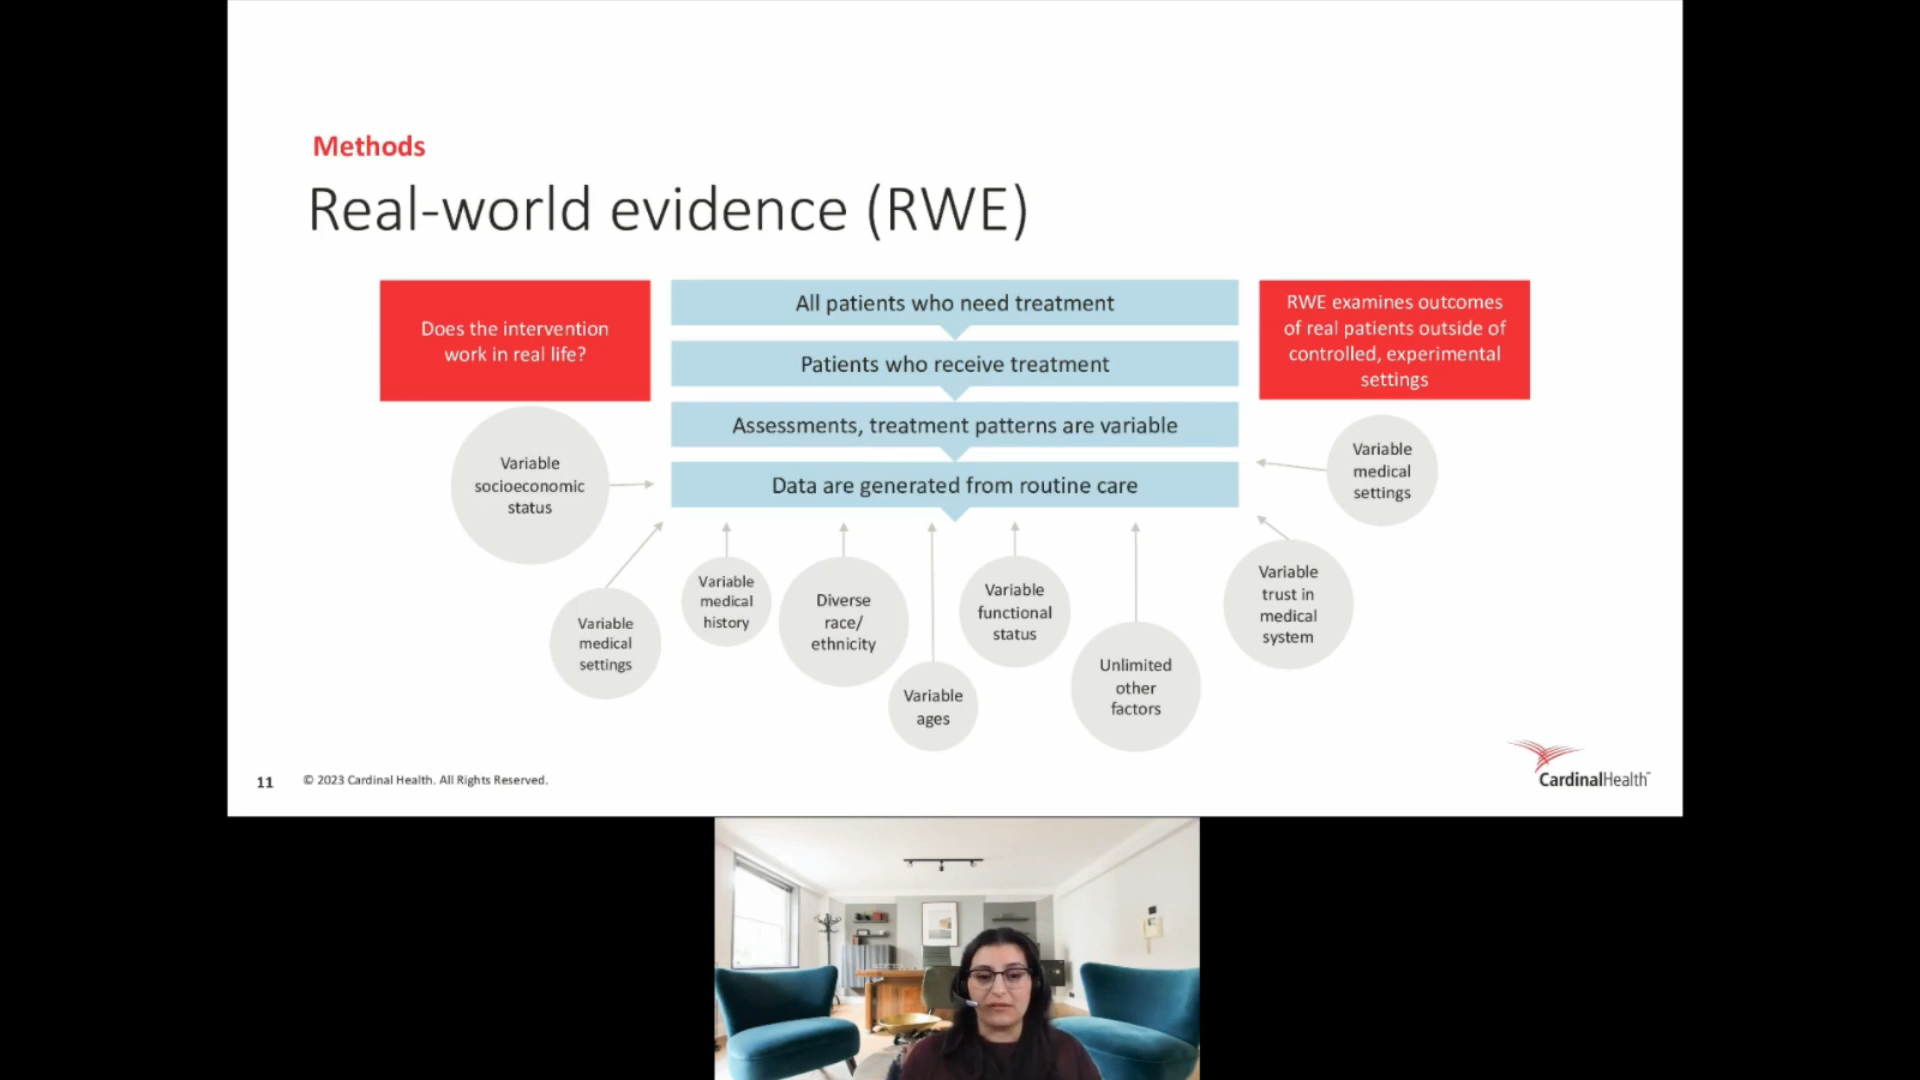 Methods
Real-world evidence (RWE)
Does the intervention
work in real life?
All patients who need treatment
Patients who receive treatment
Assessments, treatment patterns are variable
Data are generated from routine care
RWE examines outcomes
of real patients outside of
controlled, experimental
settings
Variable
socioeconomic
status
Variable
medical
settings
Variable
medical
history
Diverse
race/
ethnicity
Variable
ages
Variable
functional
status
Unlimited
other
factors
Variable
trust in
medical
system
Variable
medical
settings
11
© 2023 Cardinal Health. All Rights Reserved.
CardinalHealth™